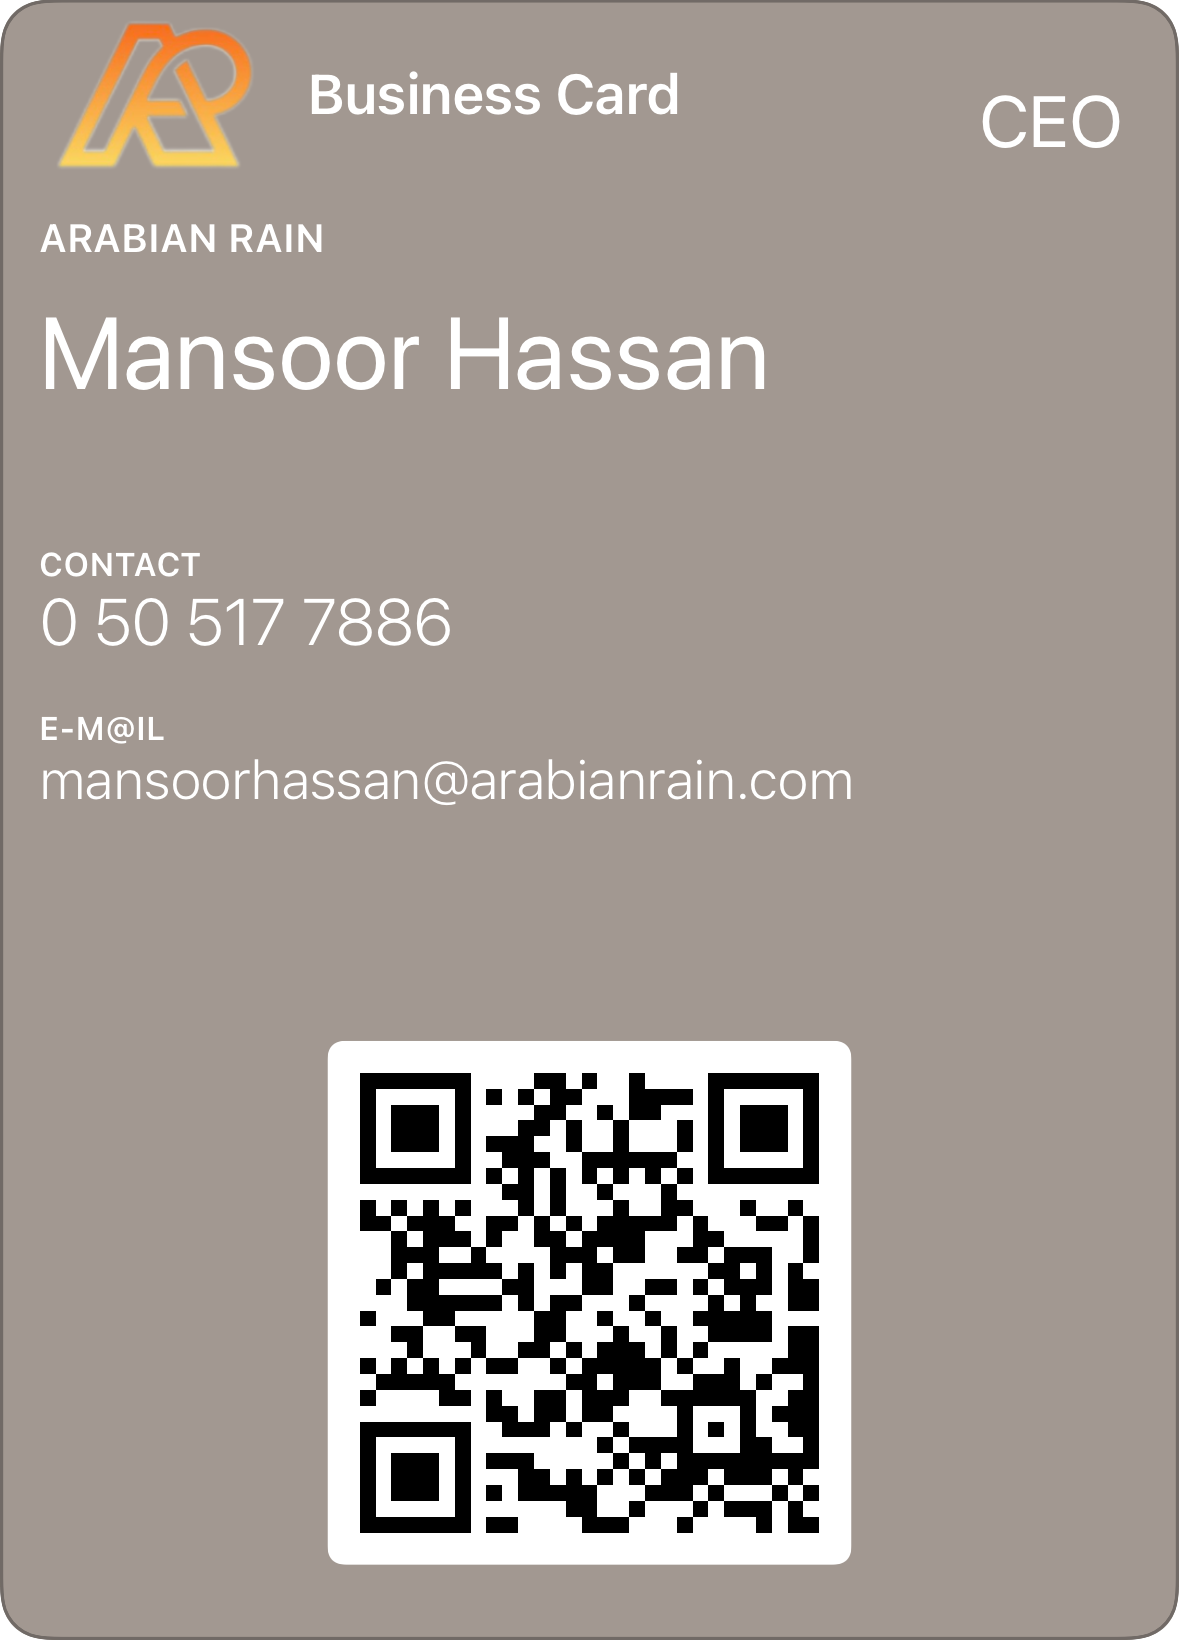 Business Card
CEO
ARABIAN RAIN
Mansoor Hassan
CONTACT
0 50 517 7886
E-M@IL
mansoorhassan@arabianrain.com